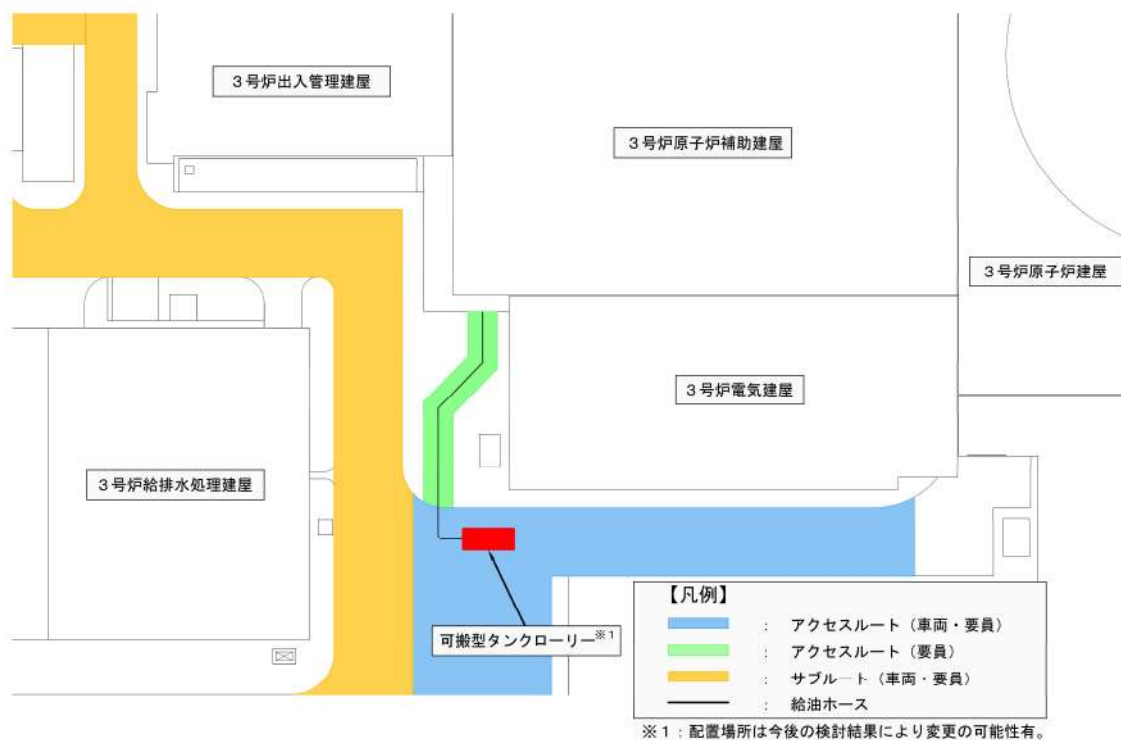 3号炉出入管理建屋
3号炉原子炉補助建屋
3号炉原子炉建屋
3号炉電気建屋
3号炉給排水処理建屋
可搬型タンクローリー※1
【凡例】
： アクセスルート（車両・要員）
： アクセスルート（要員）
： サブルート（車両・要員）
： 給油ホース
※1：配置場所は今後の検討結果により変更の可能性有。